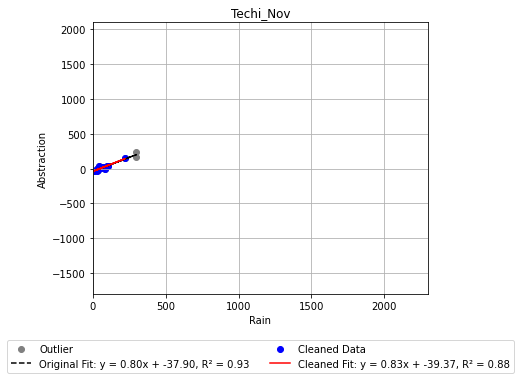 Techi_Nov
2000
1500
1000
500
0
−500
−1000
−1500
Abstraction
0 500 1000 1500 2000
Rain
Outlier Cleaned Data
Original Fit: y = 0.80x + -37.90, R² = 0.93 Cleaned Fit: y = 0.83x + -39.37, R² = 0.88